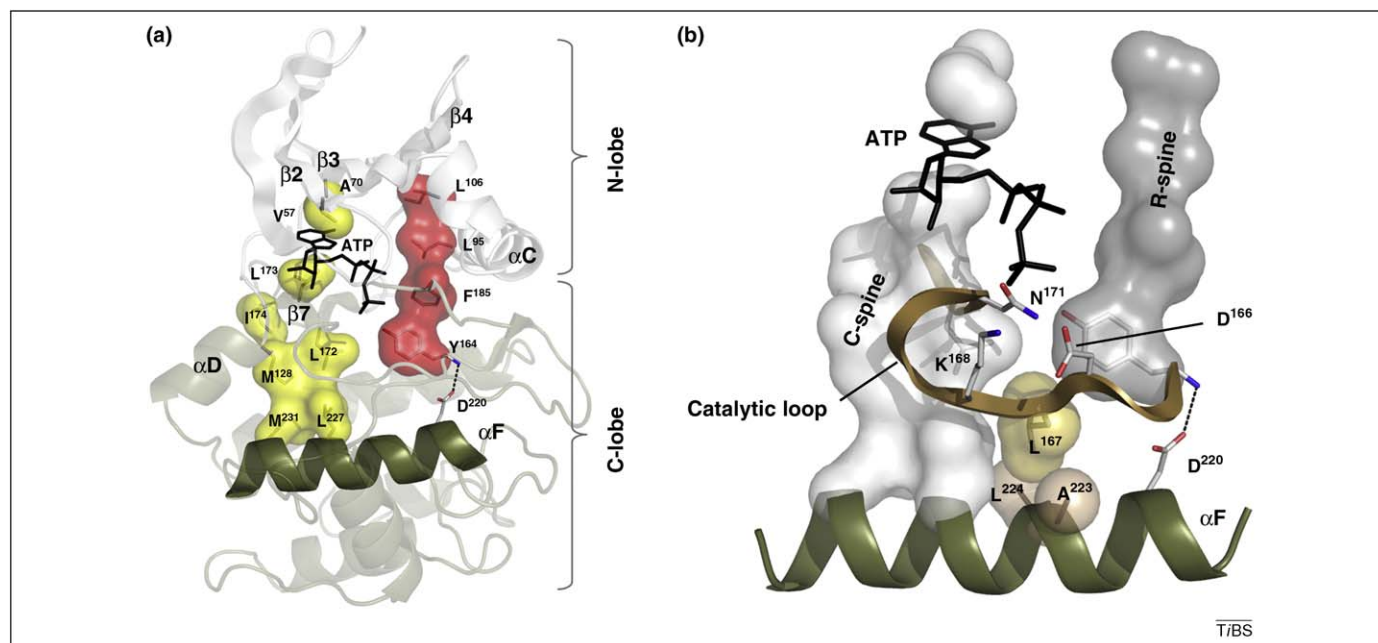 (a)
β4
β3
β2
A⁷⁰
L¹⁰⁶
V⁵⁷
ATP
L⁹⁵
αC
L¹⁷³
F¹⁸⁵
β7
I¹⁷⁴
L¹⁷²
Y¹⁶⁴
αD
M¹²⁸
D²²⁰
M²³¹
L²²⁷
αF
N-lobe
C-lobe
(b)
ATP
R-spine
C-spine
N¹⁷¹
D¹⁶⁶
K¹⁶⁸
Catalytic loop
L¹⁶⁷
D²²⁰
L²²⁴
A²²³
αF
TiBS